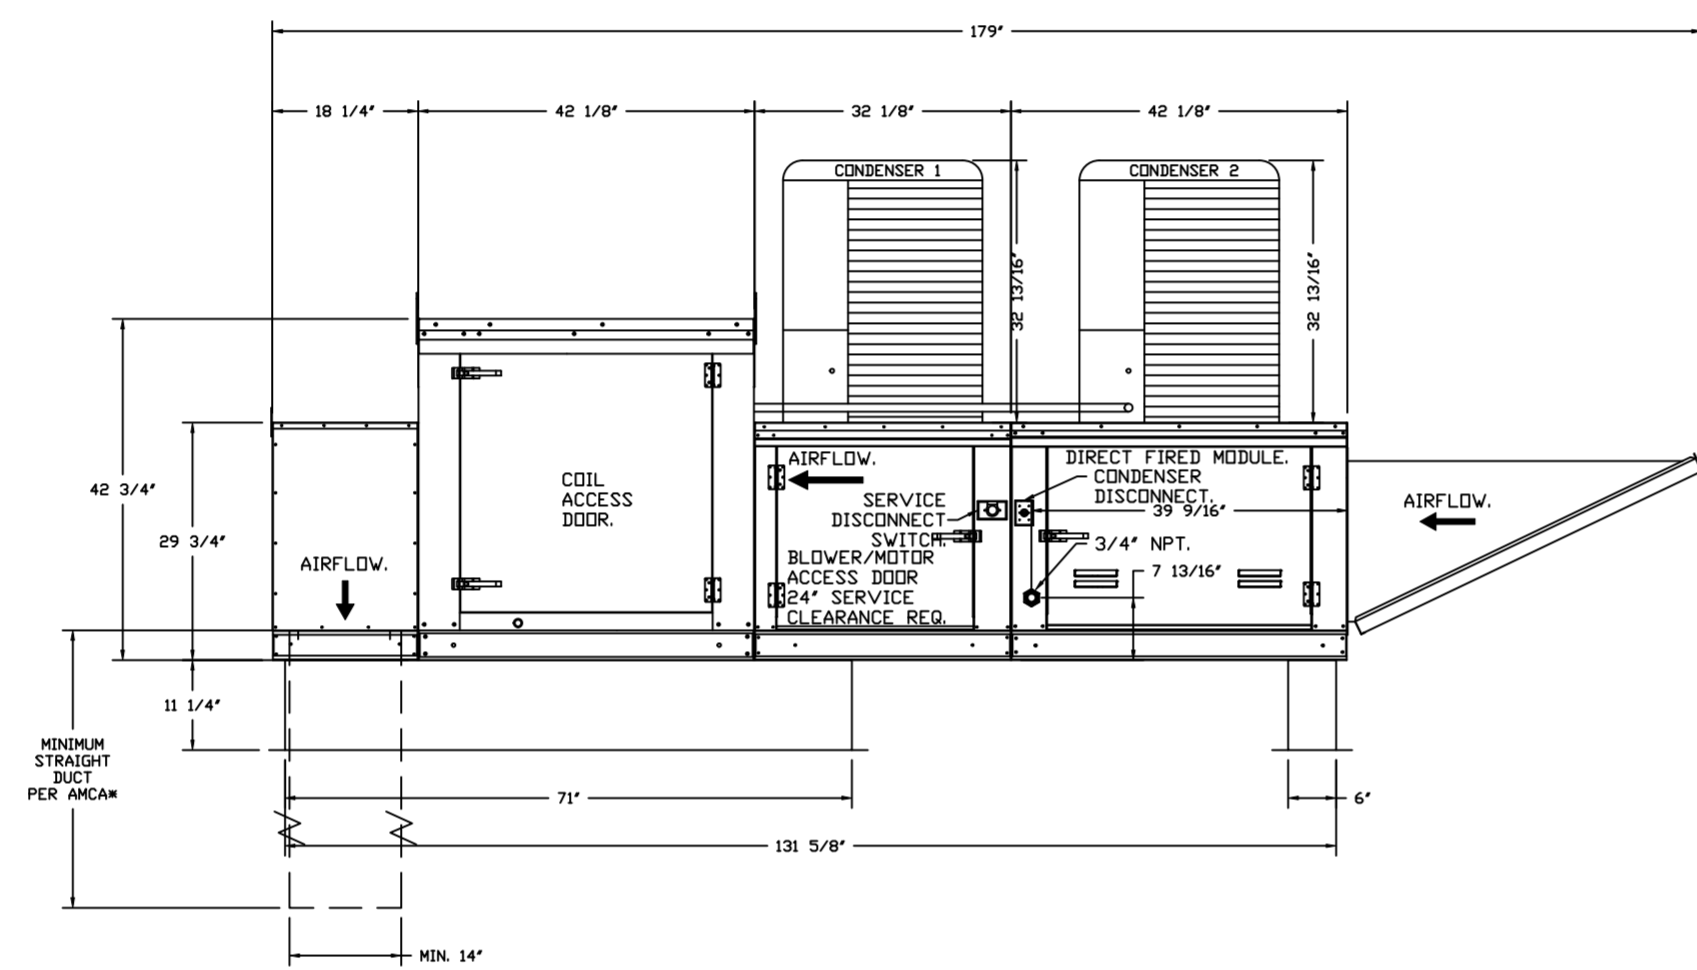 179"
18 1/4"
42 1/8"
32 1/8"
42 1/8"
CONDENSER 1
CONDENSER 2
32 13/16"
32 13/16"
42 3/4"
29 3/4"
COIL
ACCESS
DOOR.
AIRFLOW.
AIRFLOW.
SERVICE
DISCONNECT
SWITCH.
BLOWER/MOTOR
ACCESS DOOR
24" SERVICE
CLEARANCE REQ.
DIRECT FIRED MODULE.
CONDENSER
DISCONNECT.
39 9/16"
3/4" NPT.
7 13/16"
AIRFLOW.
11 1/4"
MINIMUM
STRAIGHT
DUCT
PER AMCA*
71"
6"
131 5/8"
MIN. 14"